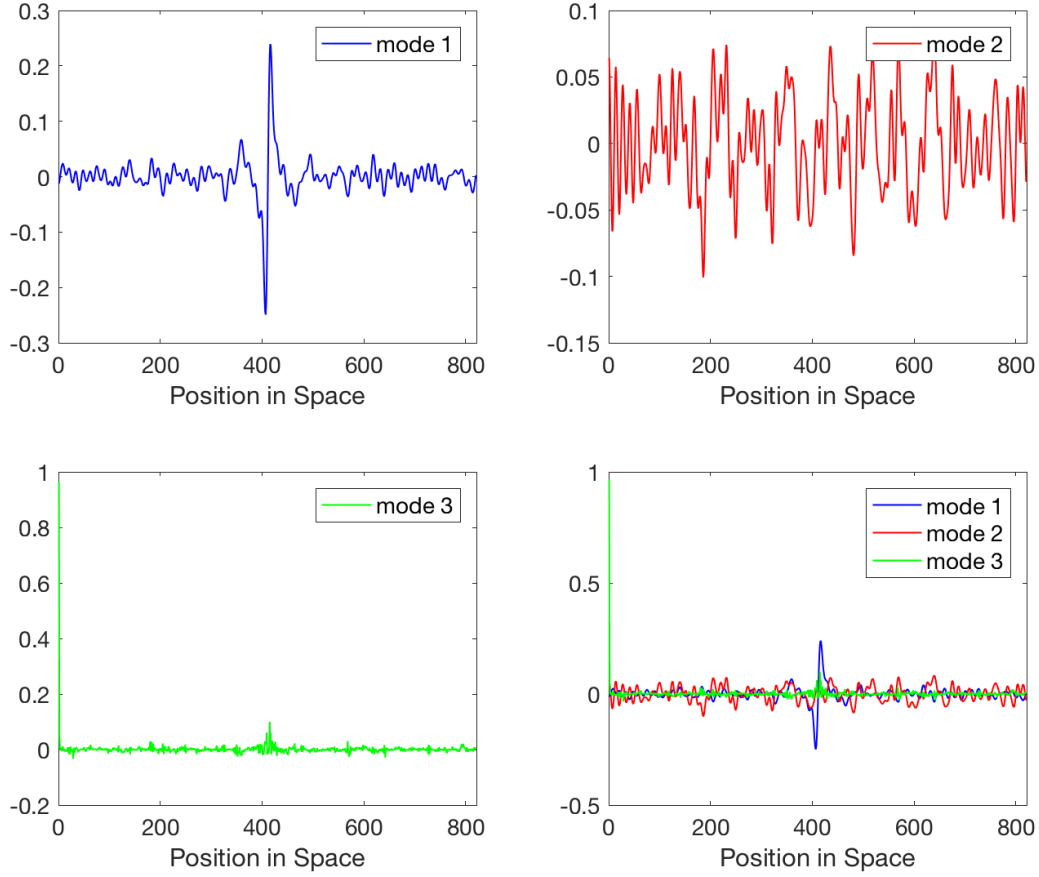 0.3
0.2
0.1
0
-0.1
-0.2
-0.3
0 200 400 600 800
Position in Space
mode 1
0.1
0.05
0
-0.05
-0.1
-0.15
0 200 400 600 800
Position in Space
mode 2
1
0.8
0.6
0.4
0.2
0
-0.2
0 200 400 600 800
Position in Space
mode 3
1
0.5
0
-0.5
0 200 400 600 800
Position in Space
mode 1
mode 2
mode 3